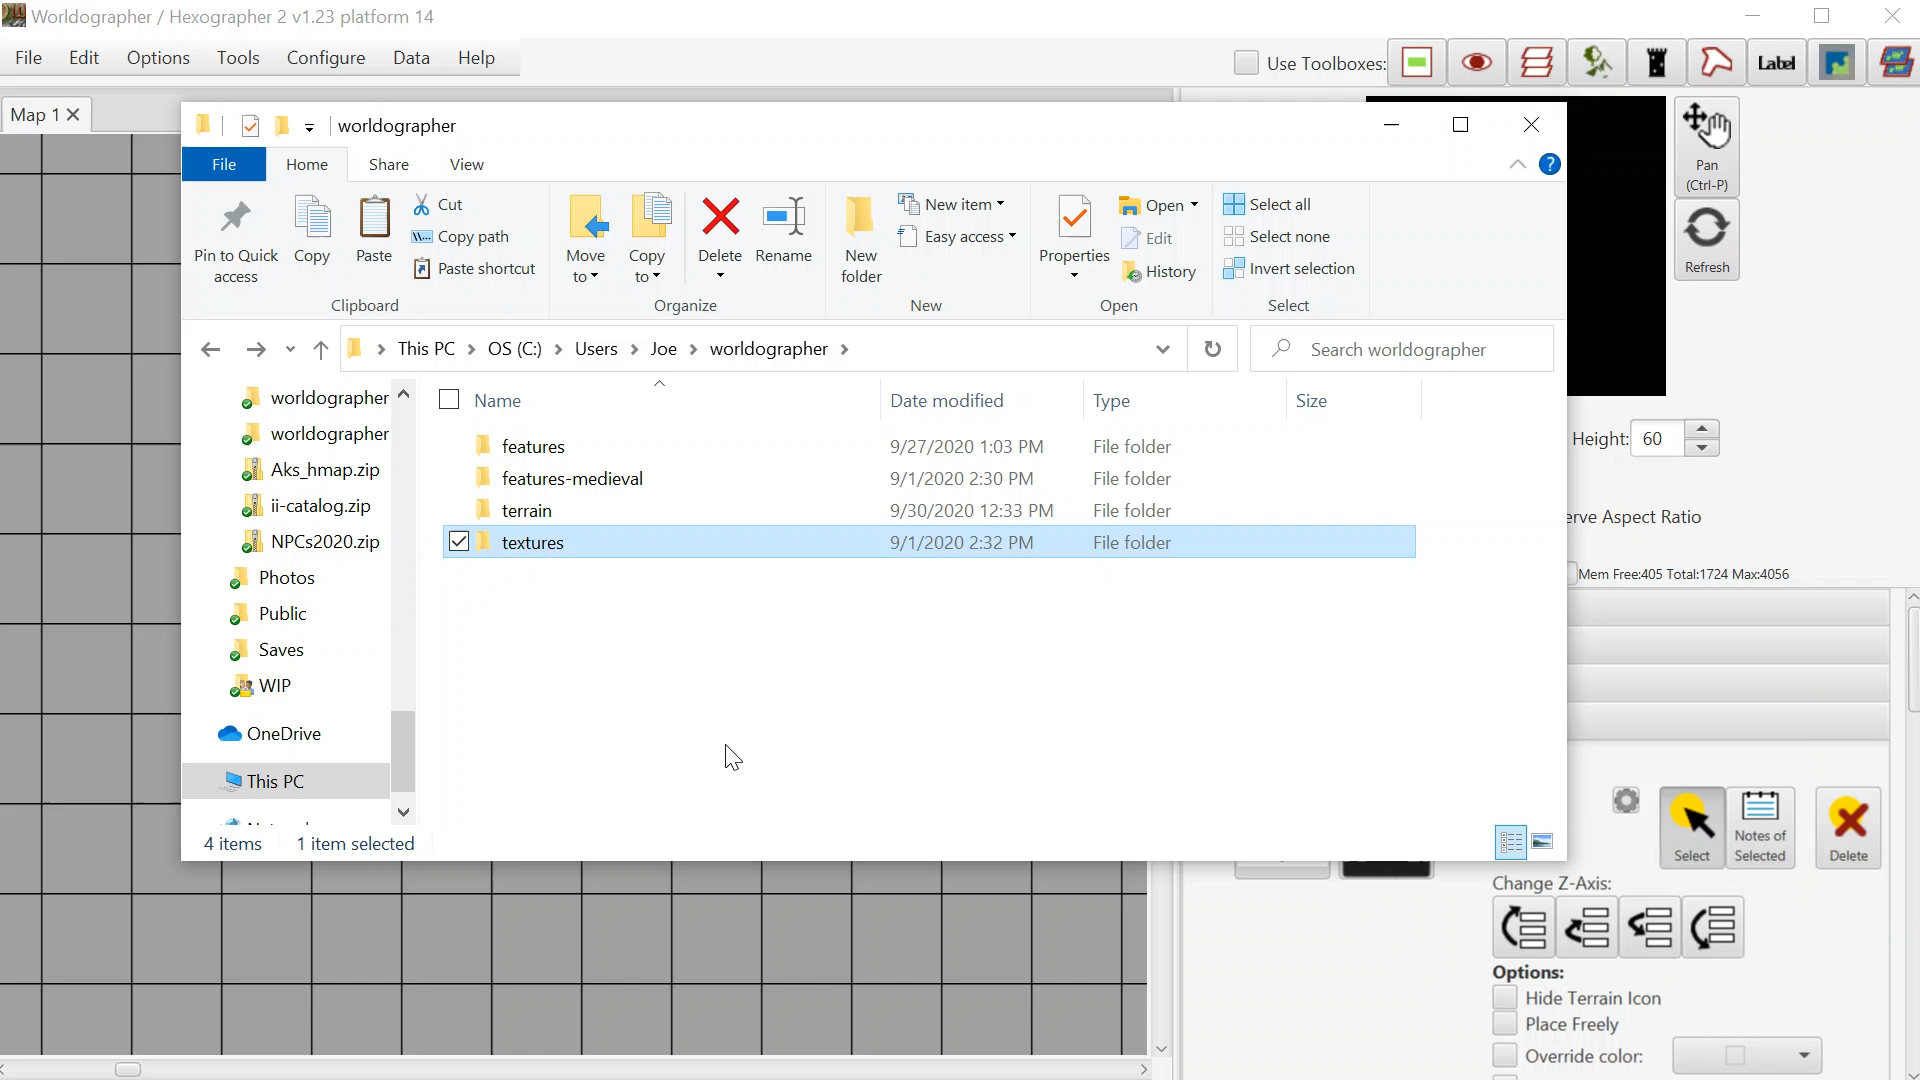 Worldographer / Hexographer 2 v1.23 platform 14
File Edit Options Tools Configure Data Help
Use Toolboxes:
Label
Map 1
worldographer
File Home Share View
Pin to Quick access
Copy
Paste
Cut
Copy path
Paste shortcut
Clipboard
Move to
Copy to
Delete
Rename
Organize
New folder
New item
Easy access
New
Properties
Open
Edit
History
Open
Select all
Select none
Invert selection
Select
Pan
(Ctrl-P)
Refresh
This PC > OS (C:) > Users > Joe > worldographer >
Search worldographer
worldographer
worldographer
Aks_hmap.zip
ii-catalog.zip
NPCs2020.zip
Photos
Public
Saves
WIP
OneDrive
This PC
Name Date modified Type Size
features 9/27/2020 1:03 PM File folder
features-medieval 9/1/2020 2:30 PM File folder
terrain 9/30/2020 12:33 PM File folder
textures 9/1/2020 2:32 PM File folder
4 items 1 item selected
Height: 60
erve Aspect Ratio
Mem Free:405 Total:1724 Max:4056
Select
Notes of Selected
Delete
Change Z-Axis:
Options:
Hide Terrain Icon
Place Freely
Override color: